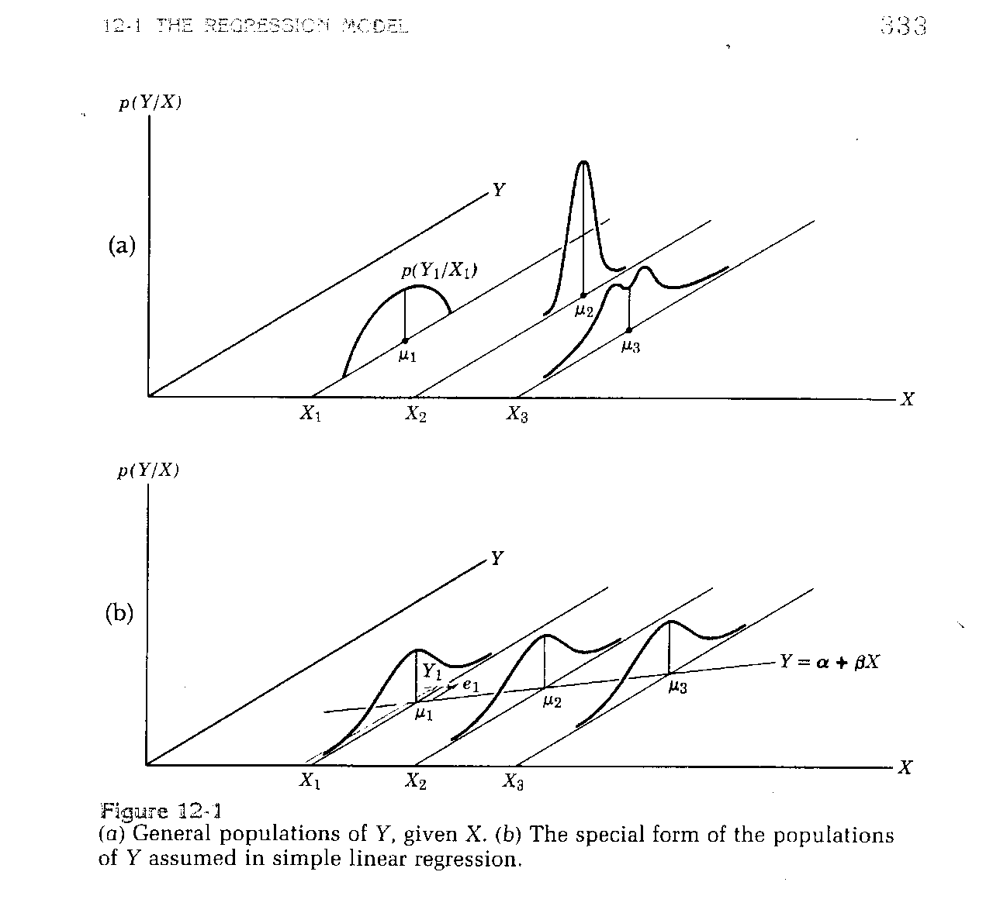 12-1 THE REGRESSION MODEL 333
p(Y/X)
Y
(a)
p(Y₁/X₁)
μ₁
μ₂
μ₃
X₁ X₂ X₃ X
p(Y/X)
Y
(b)
Y₁
e₁
Y = α + βX
μ₁
μ₂
μ₃
X₁ X₂ X₃ X
Figure 12-1
(a) General populations of Y, given X. (b) The special form of the populations
of Y assumed in simple linear regression.